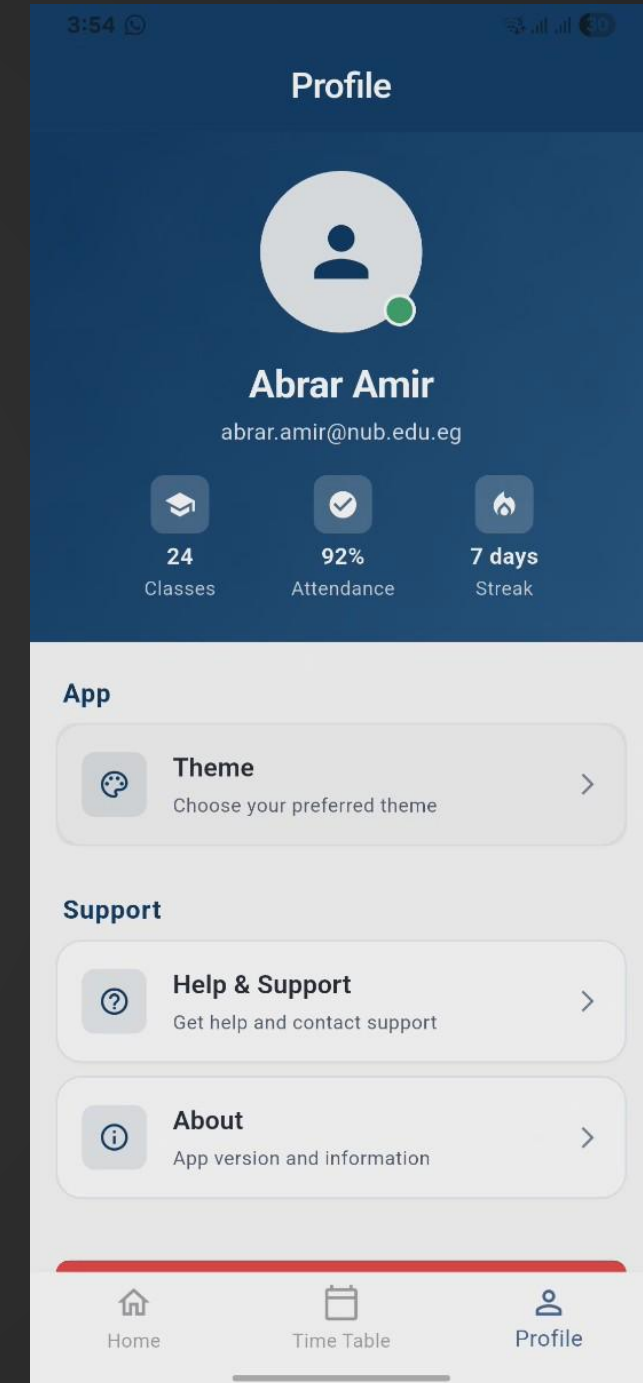 3:54
30
Profile
Abrar Amir
abrar.amir@nub.edu.eg
24
Classes
92%
Attendance
7 days
Streak
App
Theme
Choose your preferred theme
Support
Help & Support
Get help and contact support
About
App version and information
Home
Time Table
Profile